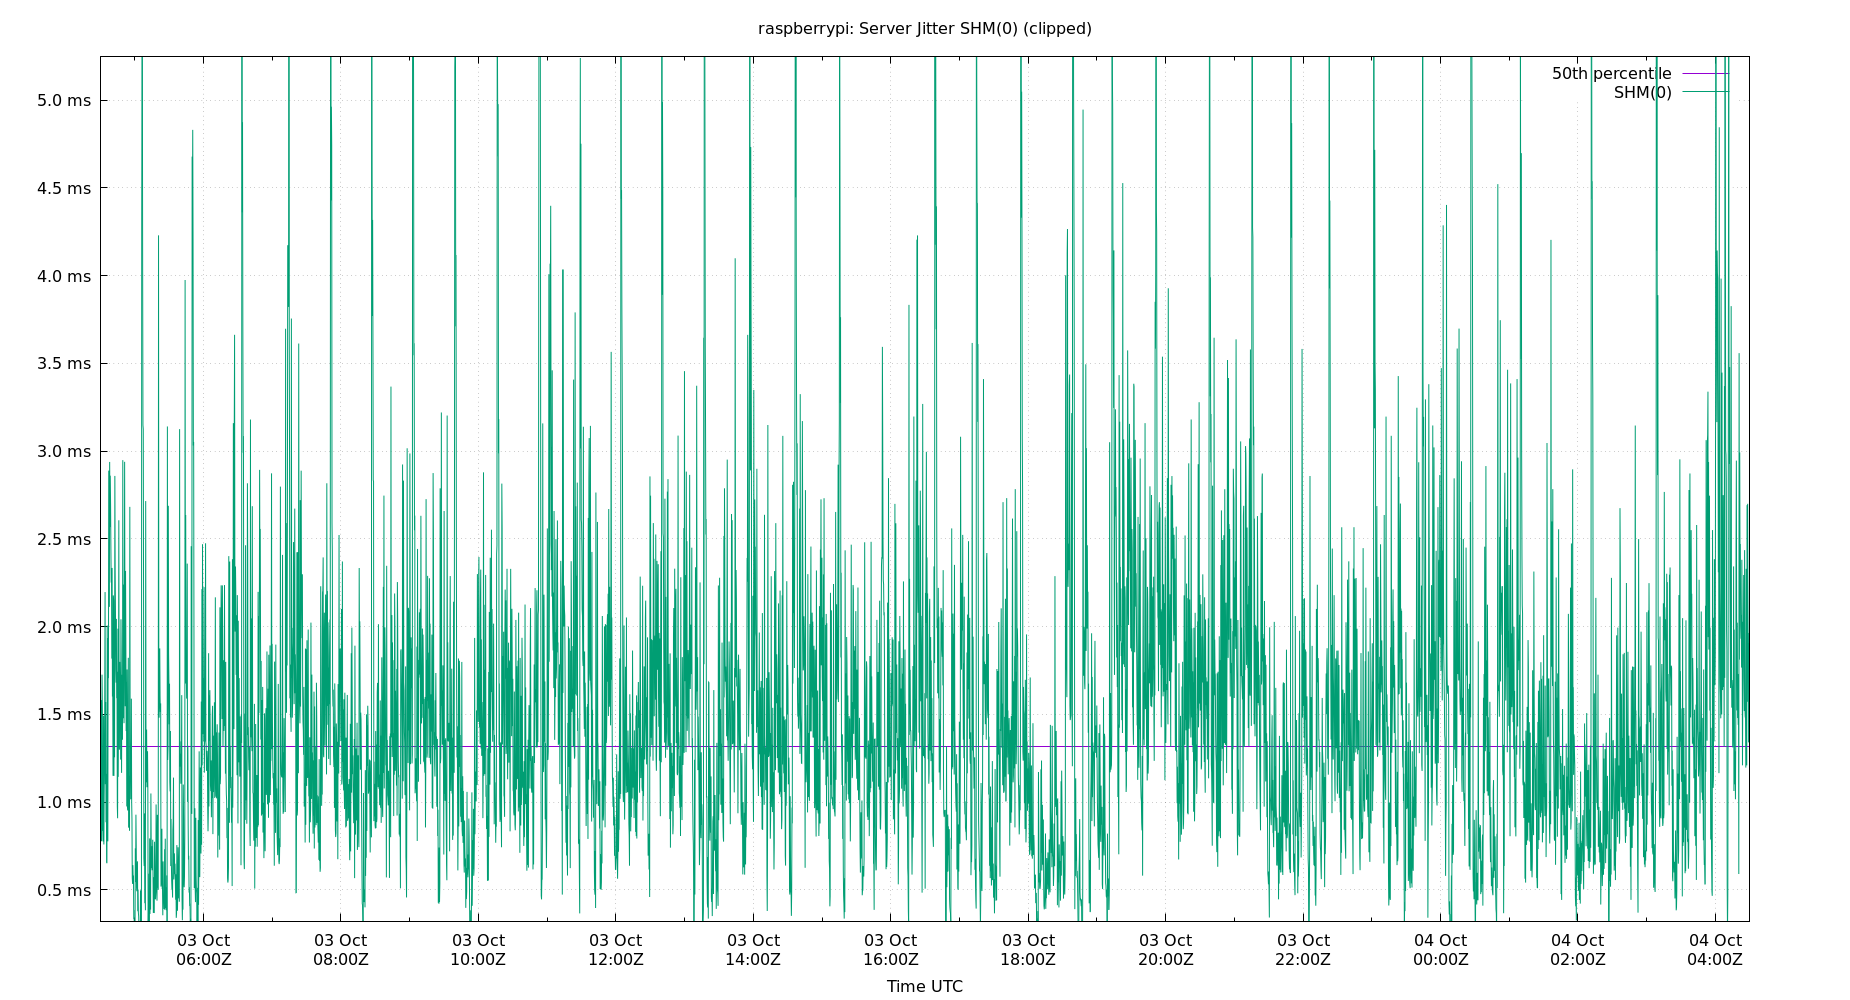 raspberrypi: Server Jitter SHM(0) (clipped)
50th percentile
SHM(0)
5.0 ms
4.5 ms
4.0 ms
3.5 ms
3.0 ms
2.5 ms
2.0 ms
1.5 ms
1.0 ms
0.5 ms
03 Oct 03 Oct 03 Oct 03 Oct 03 Oct 03 Oct 03 Oct 03 Oct 03 Oct 04 Oct 04 Oct 04 Oct
06:00Z 08:00Z 10:00Z 12:00Z 14:00Z 16:00Z 18:00Z 20:00Z 22:00Z 00:00Z 02:00Z 04:00Z
Time UTC